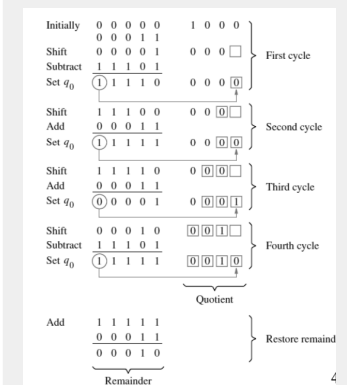 Initially 0 0 0 0 0 1 0 0 0
0 0 0 1 1
Shift 0 0 0 0 1 0 0 0
Subtract 1 1 1 0 1
First cycle
Set q0 1 1 1 1 0 0 0 0 0
Shift 1 1 1 0 0 0 0 0
Add 0 0 0 1 1
Second cycle
Set q0 1 1 1 1 1 0 0 0 0
Shift 1 1 1 1 0 0 0 0
Add 0 0 0 1 1
Third cycle
Set q0 0 0 0 0 1 0 0 0 1
Shift 0 0 0 1 0 0 0 1
Subtract 1 1 1 0 1
Fourth cycle
Set q0 1 1 1 1 1 0 0 1 0
Quotient
Add 1 1 1 1 1
0 0 0 1 1
Restore remaind
0 0 0 1 0
Remainder
4